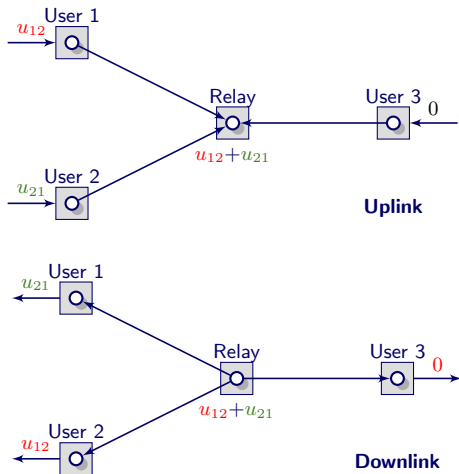 User 1
u12
Relay
User 3
0
u12+u21
User 2
u21
Uplink
User 1
u21
Relay
User 3
0
u12+u21
User 2
u12
Downlink